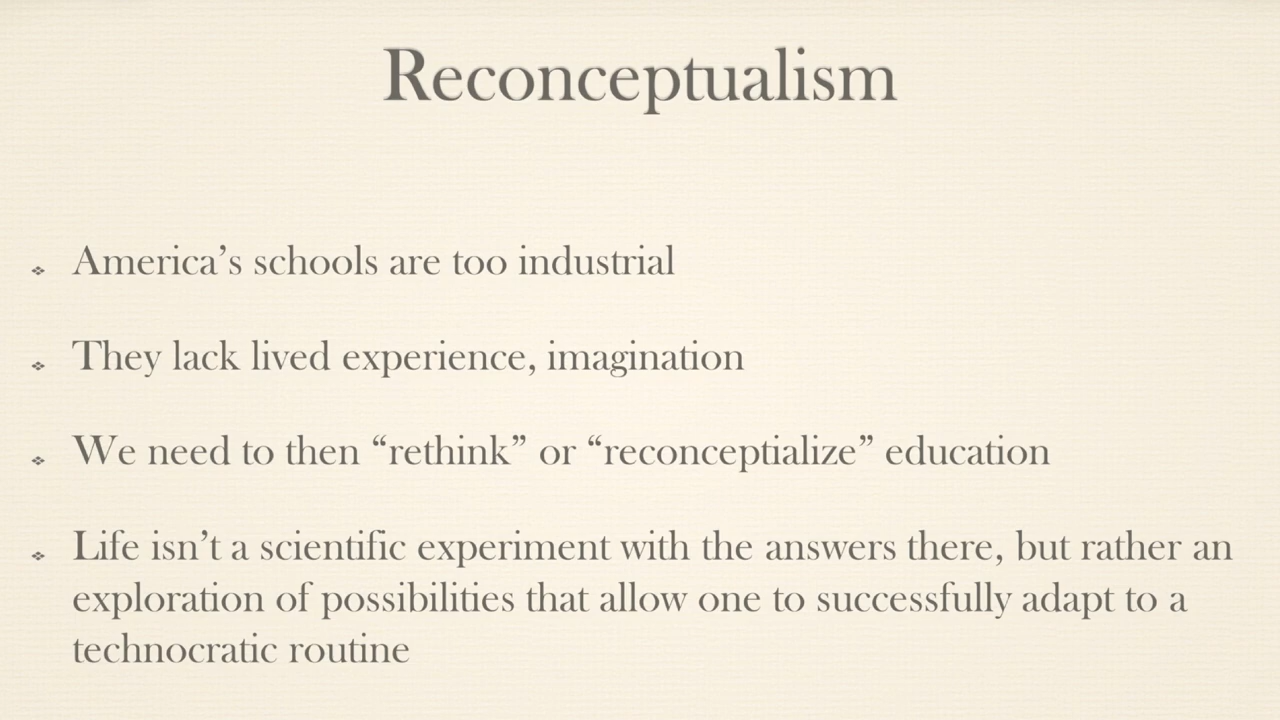 Reconceptualism
America’s schools are too industrial
They lack lived experience, imagination
We need to then “rethink” or “reconceptialize” education
Life isn’t a scientific experiment with the answers there, but rather an
exploration of possibilities that allow one to successfully adapt to a
technocratic routine